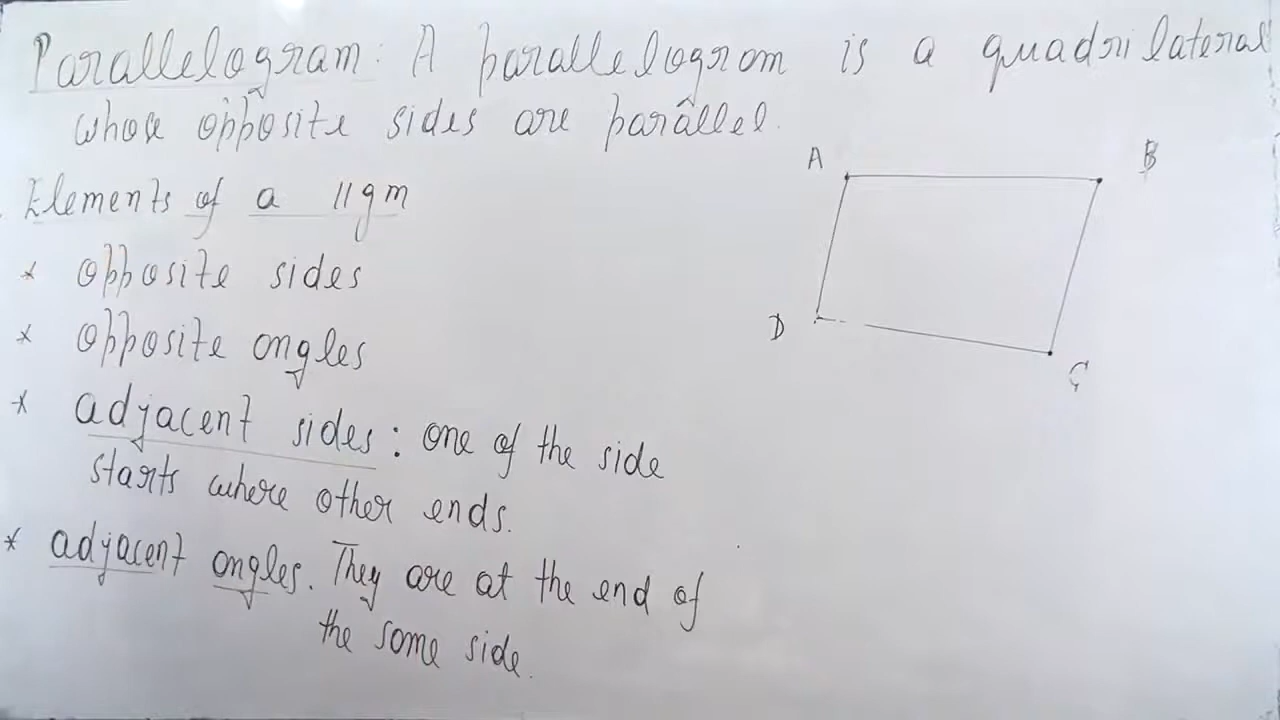 Parallelogram: A parallelogram is a quadrilateral
whose opposite sides are parallel.
Elements of a ||gm
* opposite sides
* opposite angles
* adjacent sides: one of the side
starts where other ends.
* adjacent angles. They are at the end of
the same side.
A
B
D
C